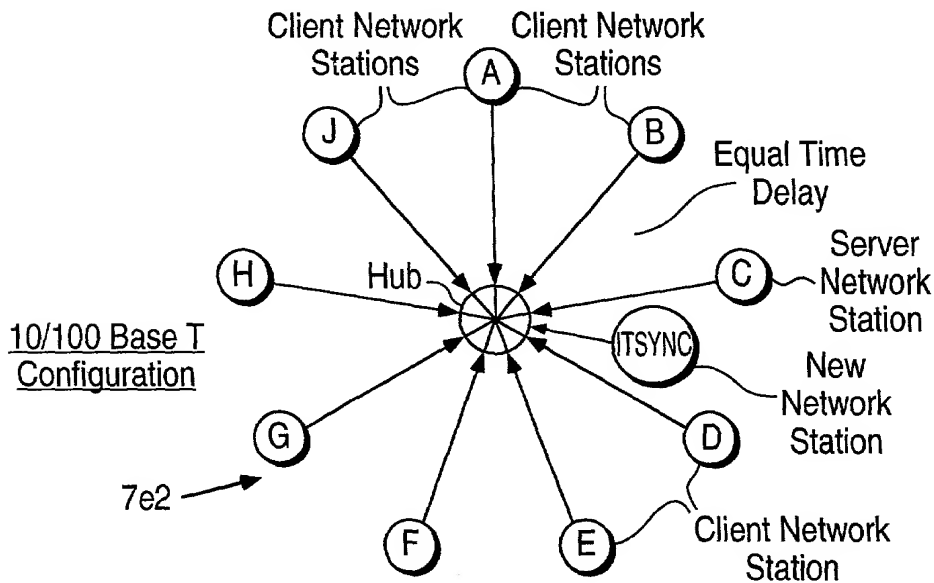 Client Network
Stations
Client Network
Stations
A
J
B
Equal Time
Delay
H
Hub
C
Server
Network
Station
10/100 Base T
Configuration
ITSYNC
New
Network
Station
G
D
7e2
F
E
Client Network
Station